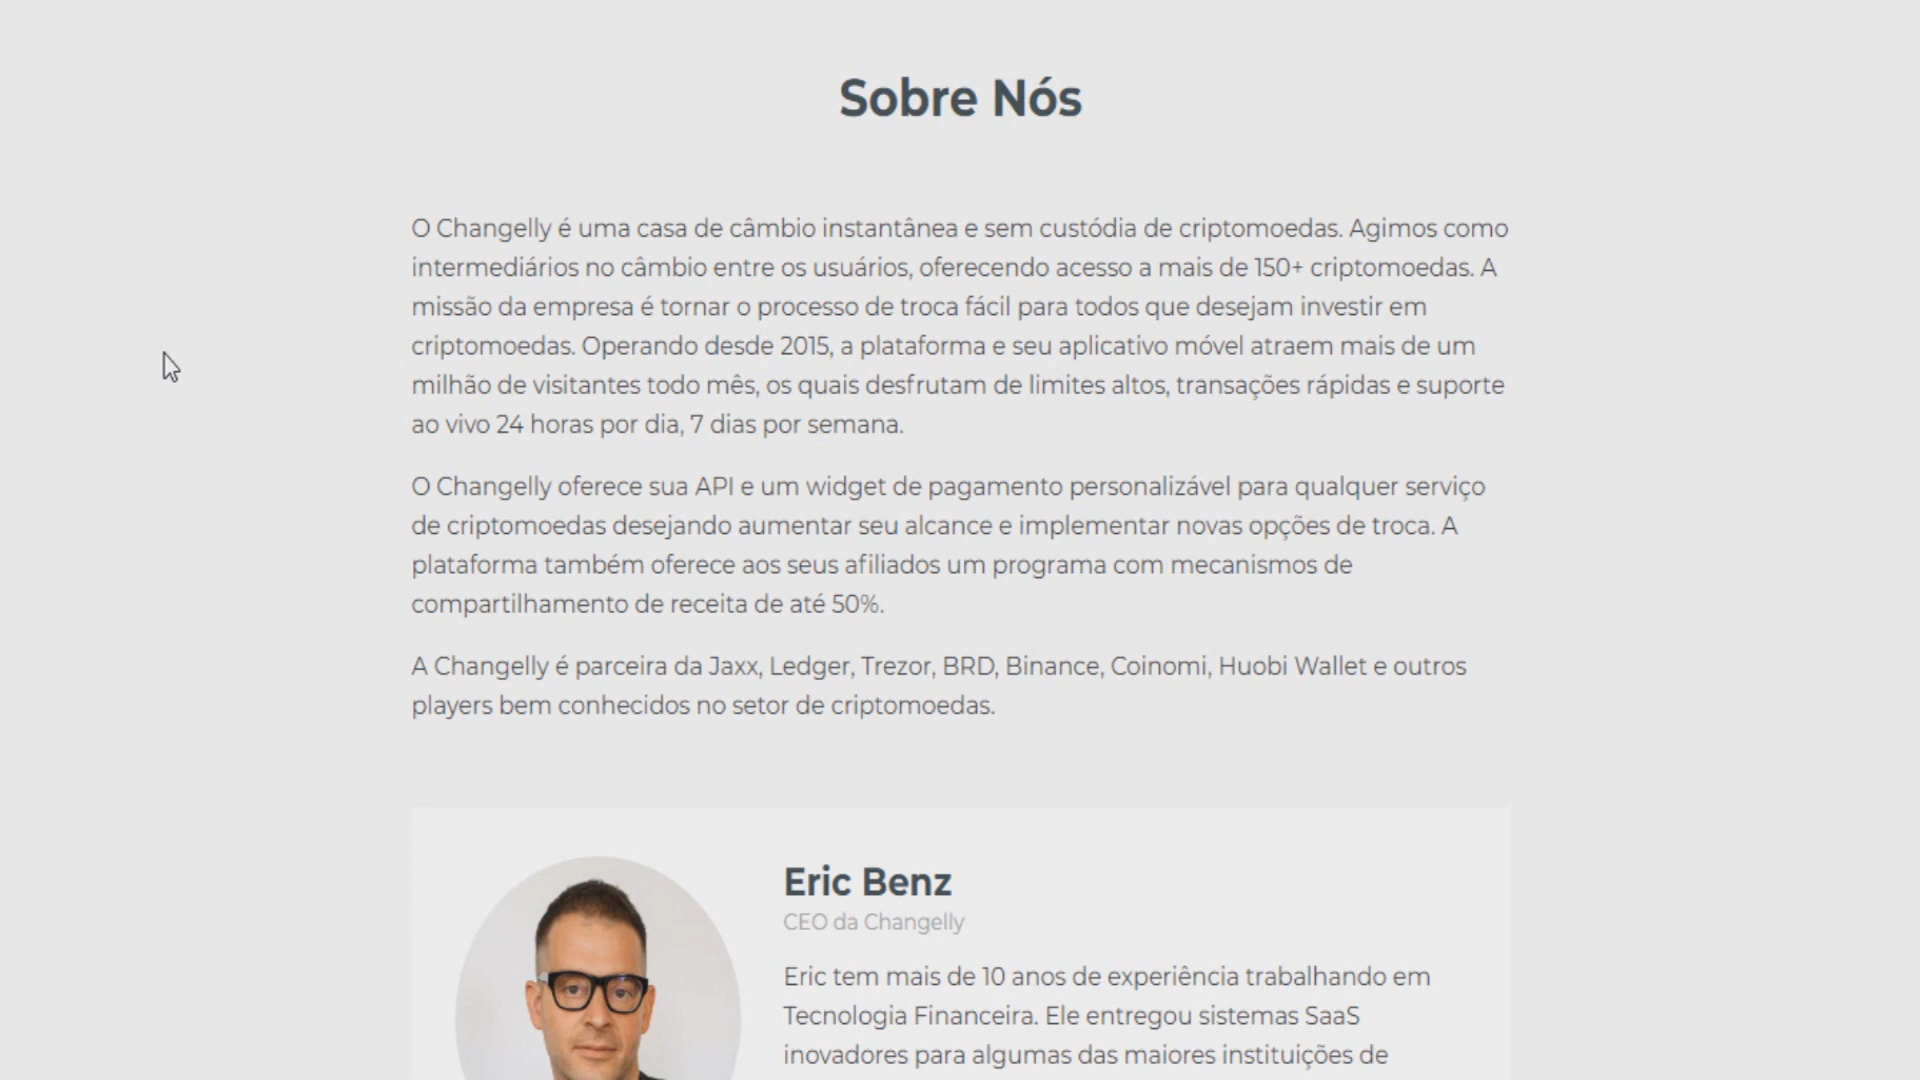 Sobre Nós
O Changelly é uma casa de câmbio instantânea e sem custódia de criptomoedas. Agimos como
intermediários no câmbio entre os usuários, oferecendo acesso a mais de 150+ criptomoedas. A
missão da empresa é tornar o processo de troca fácil para todos que desejam investir em
criptomoedas. Operando desde 2015, a plataforma e seu aplicativo móvel atraem mais de um
milhão de visitantes todo mês, os quais desfrutam de limites altos, transações rápidas e suporte
ao vivo 24 horas por dia, 7 dias por semana.
O Changelly oferece sua API e um widget de pagamento personalizável para qualquer serviço
de criptomoedas desejando aumentar seu alcance e implementar novas opções de troca. A
plataforma também oferece aos seus afiliados um programa com mecanismos de
compartilhamento de receita de até 50%.
A Changelly é parceira da Jaxx, Ledger, Trezor, BRD, Binance, Coinomi, Huobi Wallet e outros
players bem conhecidos no setor de criptomoedas.
Eric Benz
CEO da Changelly
Eric tem mais de 10 anos de experiência trabalhando em
Tecnologia Financeira. Ele entregou sistemas SaaS
inovadores para algumas das maiores instituições de